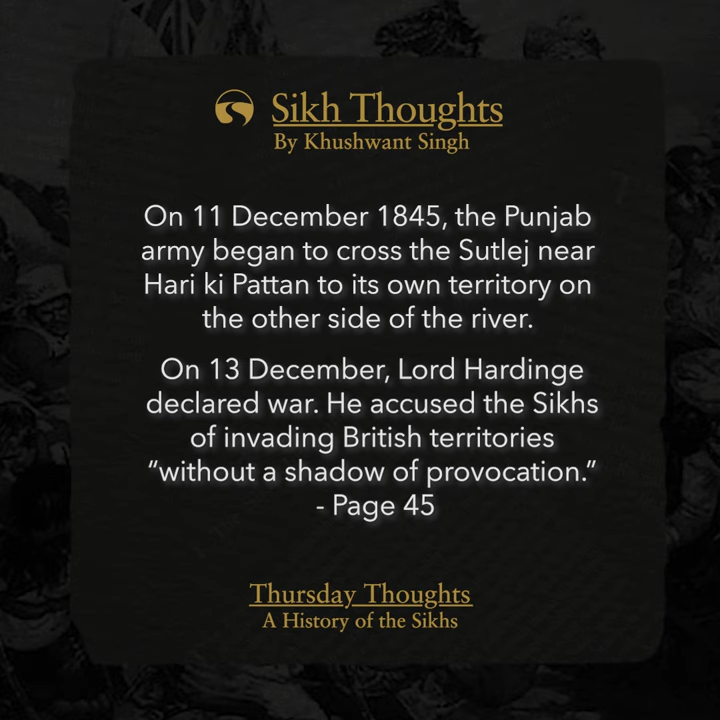 Sikh Thoughts
By Khushwant Singh
On 11 December 1845, the Punjab
army began to cross the Sutlej near
Hari ki Pattan to its own territory on
the other side of the river.
On 13 December, Lord Hardinge
declared war. He accused the Sikhs
of invading British territories
“without a shadow of provocation.”
- Page 45
Thursday Thoughts
A History of the Sikhs